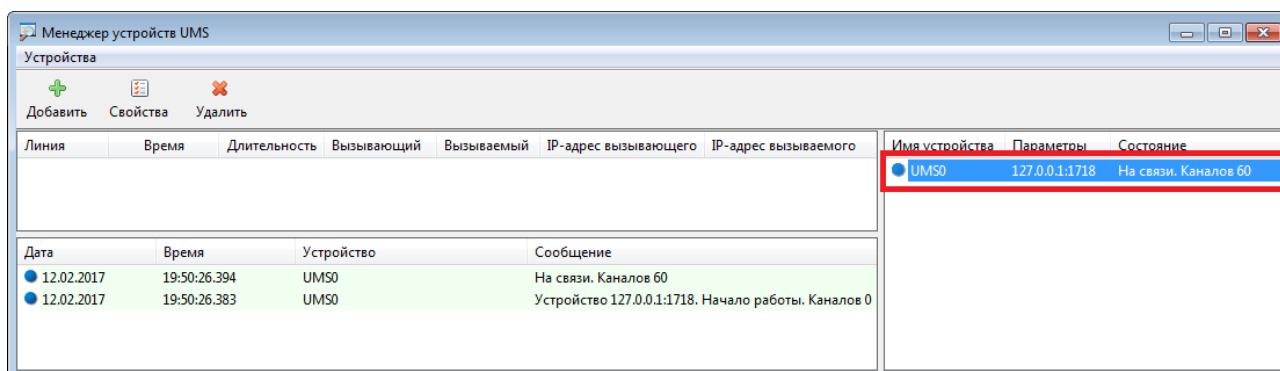 Менеджер устройств UMS
Устройства
Добавить Свойства Удалить
Линия Время Длительность Вызывающий Вызываемый IP-адрес вызывающего IP-адрес вызываемого
Имя устройства Параметры Состояние
UMS0 127.0.0.1:1718 На связи. Каналов 60
Дата Время Устройство Сообщение
12.02.2017 19:50:26.394 UMS0 На связи. Каналов 60
12.02.2017 19:50:26.383 UMS0 Устройство 127.0.0.1:1718. Начало работы. Каналов 0